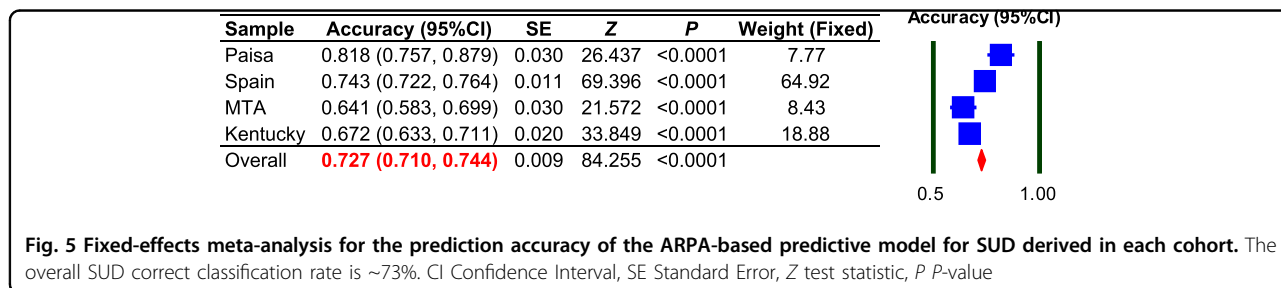 Sample Accuracy (95%CI) SE Z P Weight (Fixed) Accuracy (95%CI)
Paisa 0.818 (0.757, 0.879) 0.030 26.437 <0.0001 7.77
Spain 0.743 (0.722, 0.764) 0.011 69.396 <0.0001 64.92
MTA 0.641 (0.583, 0.699) 0.030 21.572 <0.0001 8.43
Kentucky 0.672 (0.633, 0.711) 0.020 33.849 <0.0001 18.88
Overall 0.727 (0.710, 0.744) 0.009 84.255 <0.0001
0.5 1.00
Fig. 5 Fixed-effects meta-analysis for the prediction accuracy of the ARPA-based predictive model for SUD derived in each cohort. The
overall SUD correct classification rate is ~73%. CI Confidence Interval, SE Standard Error, Z test statistic, P P-value